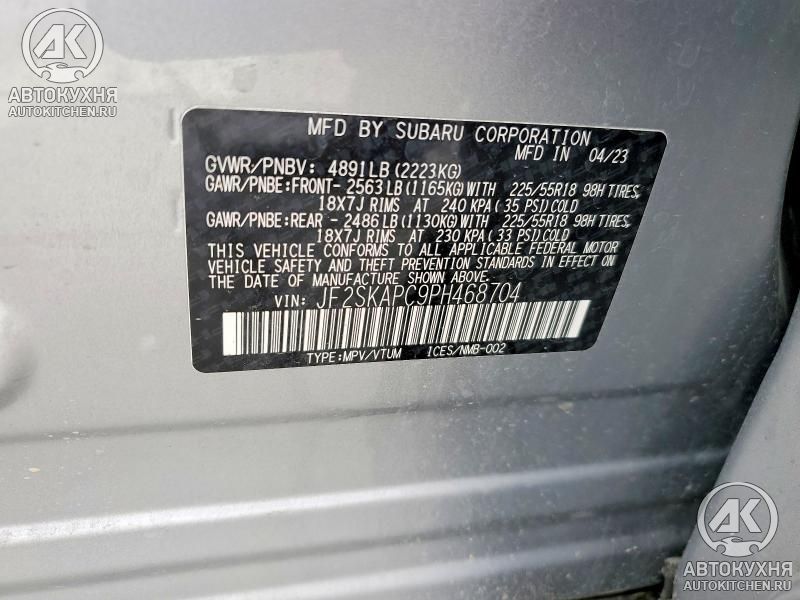 AK
АВТОКУХНЯ
AUTOKITCHEN.RU
MFD BY SUBARU CORPORATION
MFD IN 04/23
GVWR/PNBV: 4891LB(2223KG)
GAWR/PNBE:FRONT- 2563LB(1165KG)WITH 225/55R18 98H TIRES,
18X7J RIMS AT 240 KPA( 35 PSI)COLD
GAWR/PNBE:REAR - 2486LB(1130KG)WITH 225/55R18 98H TIRES,
18X7J RIMS AT 230 KPA( 33 PSI)COLD
THIS VEHICLE CONFORMS TO ALL APPLICABLE FEDERAL MOTOR
VEHICLE SAFETY AND THEFT PREVENTION STANDARDS IN EFFECT
ON THE DATE OF MANUFACTURE SHOWN ABOVE.
VIN: JF2SKAPC9PH468704
TYPE:MPV/VTUM ICES/NMB-002
AK
АВТОКУХНЯ
AUTOKITCHEN.RU